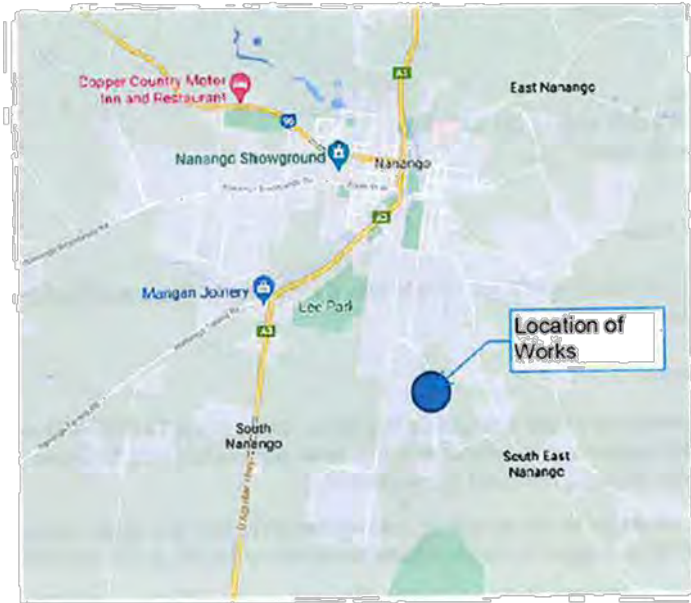 Copper Country Motor
Inn and Restaurant
A3
East Nanango
96
Nanango Showground
Nanango
A3
Mangan Joinery
Lee Park
A3
Location of
Works
South
Nanango
South East
Nanango